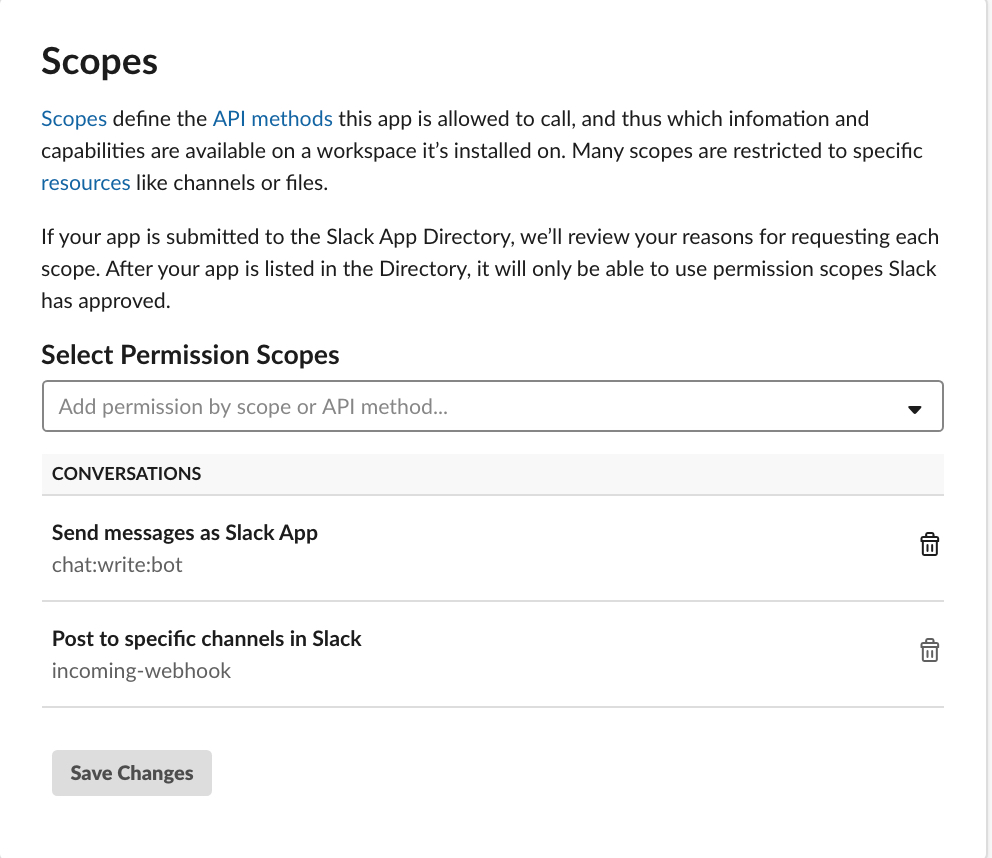 Scopes
Scopes define the API methods this app is allowed to call, and thus which infomation and
capabilities are available on a workspace it’s installed on. Many scopes are restricted to specific
resources like channels or files.
If your app is submitted to the Slack App Directory, we’ll review your reasons for requesting each
scope. After your app is listed in the Directory, it will only be able to use permission scopes Slack
has approved.
Select Permission Scopes
Add permission by scope or API method...
CONVERSATIONS
Send messages as Slack App
chat:write:bot
Post to specific channels in Slack
incoming-webhook
Save Changes